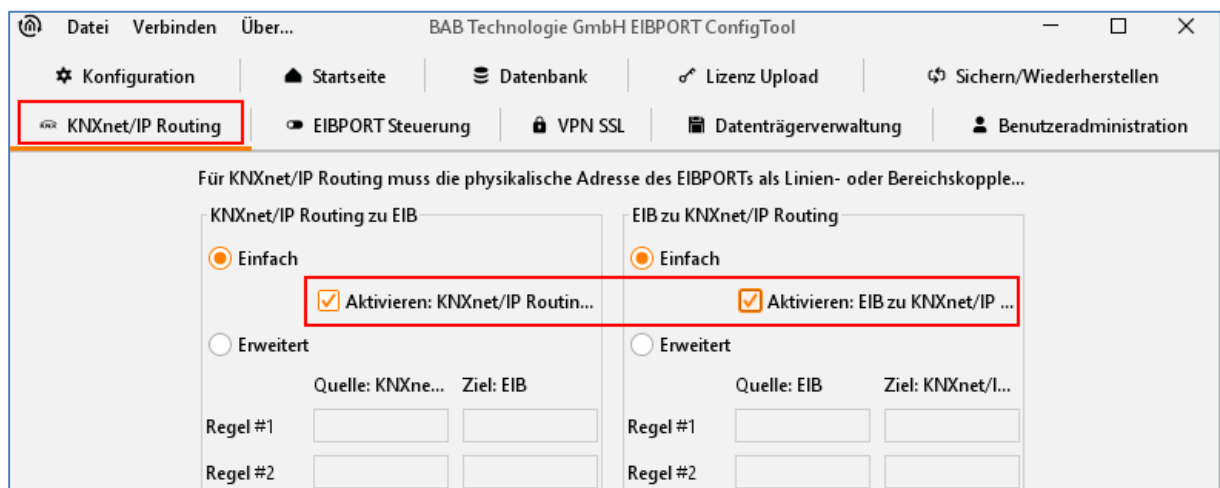 Datei Verbinden Über... BAB Technologie GmbH EIBPORT ConfigTool
Konfiguration Startseite Datenbank Lizenz Upload Sichern/Wiederherstellen
KNX KNXnet/IP Routing EIBPORT Steuerung VPN SSL Datenträgerverwaltung Benutzeradministration
Für KNXnet/IP Routing muss die physikalische Adresse des EIBPORTs als Linien- oder Bereichskopple...
KNXnet/IP Routing zu EIB
Einfach
Aktivieren: KNXnet/IP Routin...
Erweitert
Quelle: KNXne... Ziel: EIB
Regel #1
Regel #2
EIB zu KNXnet/IP Routing
Einfach
Aktivieren: EIB zu KNXnet/IP ...
Erweitert
Quelle: EIB Ziel: KNXnet/I...
Regel #1
Regel #2